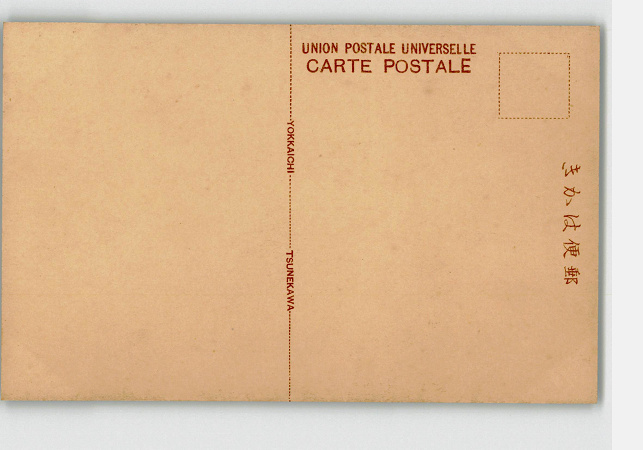 UNION POSTALE UNIVERSELLE
CARTE POSTALE
YOKKAICHI
TSUNEKAWA
きかは便郵